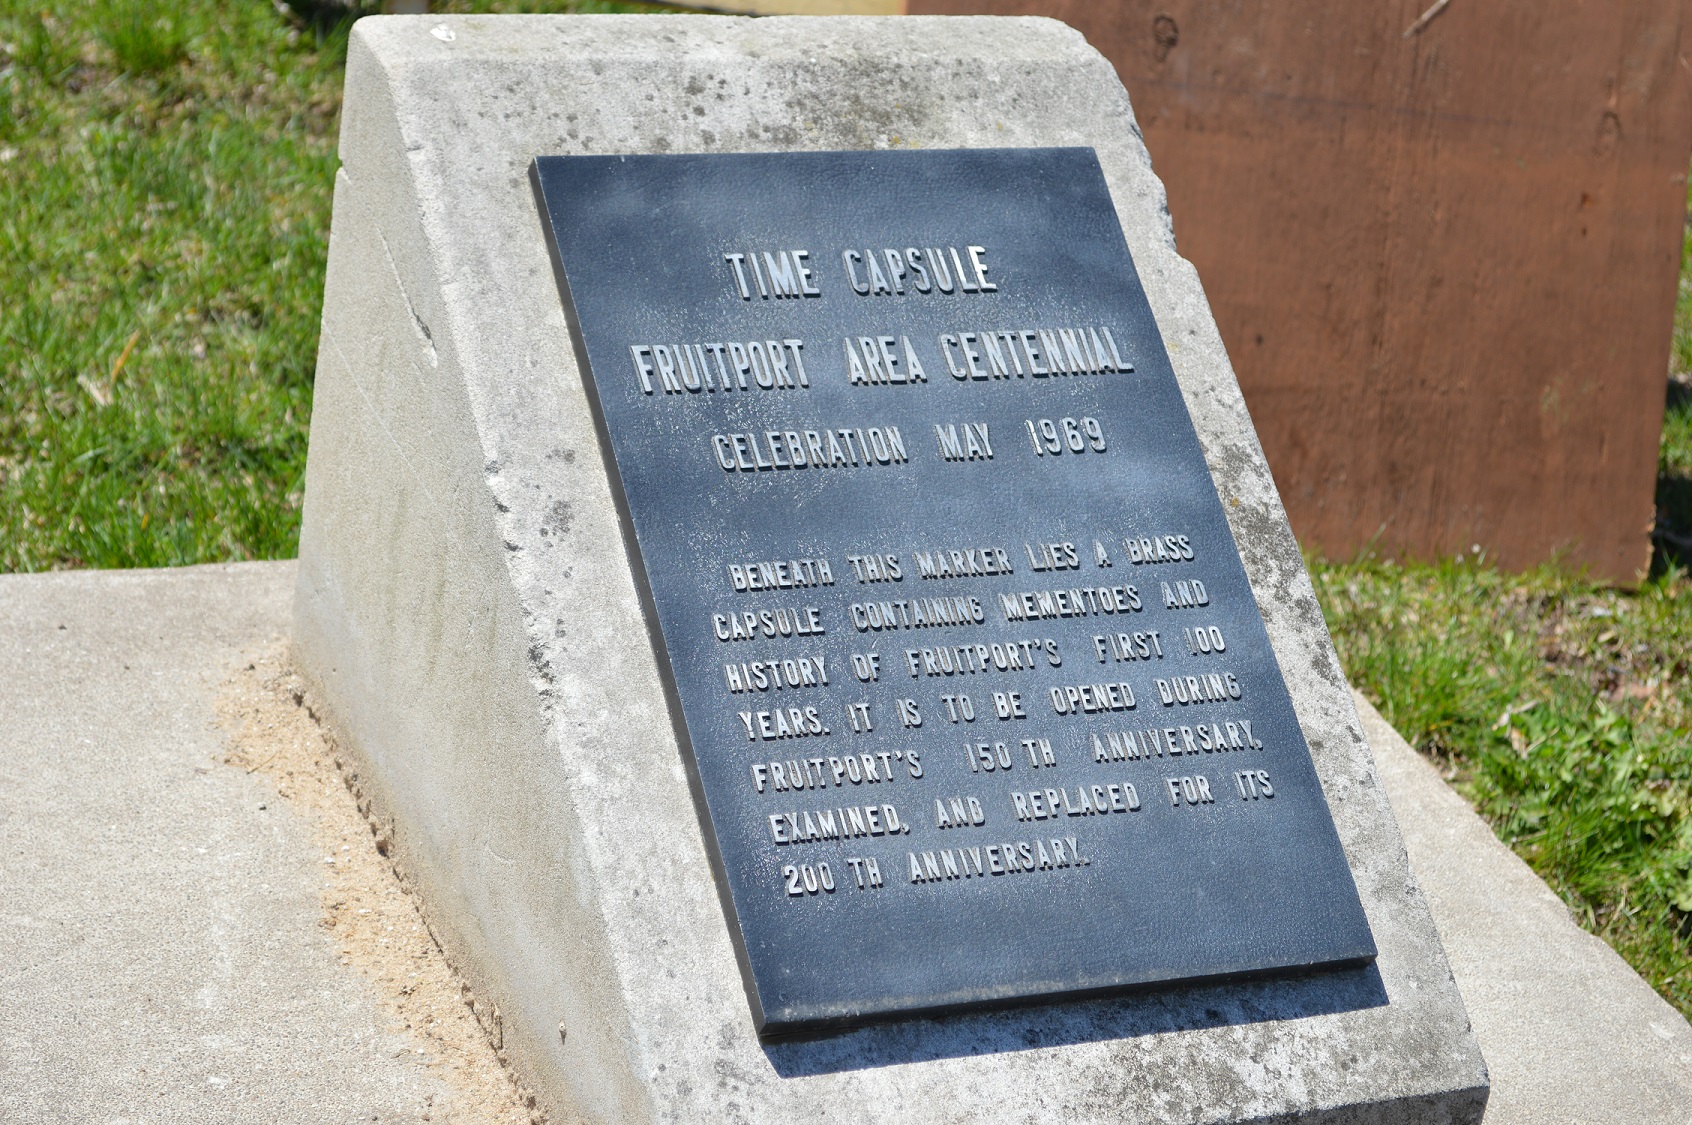 TIME CAPSULE
FRUITPORT AREA CENTENNIAL
CELEBRATION MAY 1969
BENEATH THIS MARKER LIES A BRASS
CAPSULE CONTAINING MEMENTOES AND
HISTORY OF FRUITPORT'S FIRST 100
YEARS. IT IS TO BE OPENED DURING
FRUITPORT'S 150 TH ANNIVERSARY,
EXAMINED, AND REPLACED FOR ITS
200 TH ANNIVERSARY.